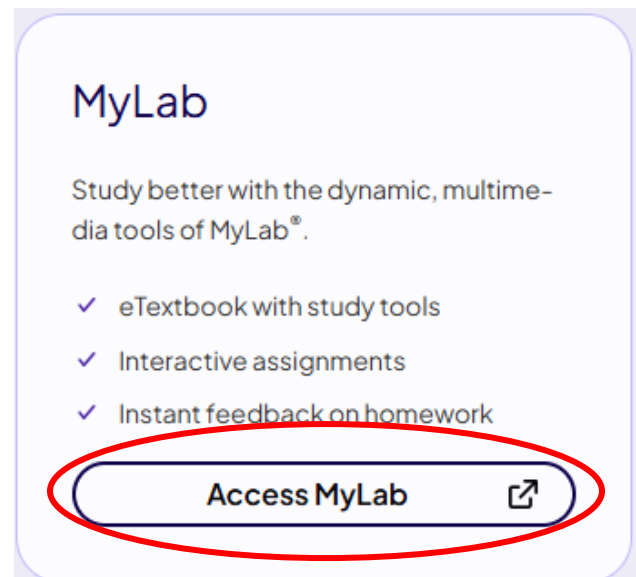 MyLab
Study better with the dynamic, multime-
dia tools of MyLab®.
eTextbook with study tools
Interactive assignments
Instant feedback on homework
Access MyLab